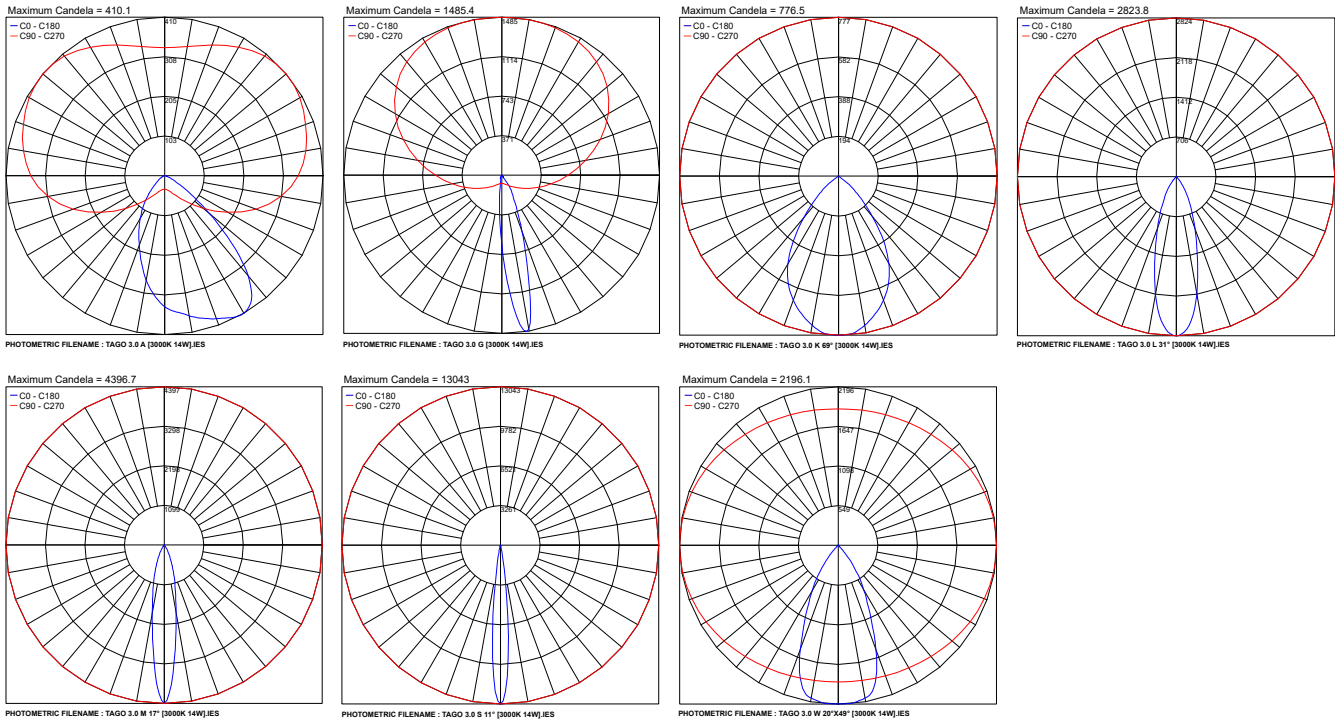 Maximum Candela = 410.1
C0 - C180
C90 - C270
410
308
205
103
PHOTOMETRIC FILENAME : TAGO 3.0 A [3000K 14W].IES
Maximum Candela = 1485.4
C0 - C180
C90 - C270
1485
1114
743
371
PHOTOMETRIC FILENAME : TAGO 3.0 G [3000K 14W].IES
Maximum Candela = 776.5
C0 - C180
C90 - C270
777
582
388
194
PHOTOMETRIC FILENAME : TAGO 3.0 K 69° [3000K 14W].IES
Maximum Candela = 2823.8
C0 - C180
C90 - C270
2824
2118
1412
706
PHOTOMETRIC FILENAME : TAGO 3.0 L 31° [3000K 14W].IES
Maximum Candela = 4396.7
C0 - C180
C90 - C270
4397
3298
2198
1099
PHOTOMETRIC FILENAME : TAGO 3.0 M 17° [3000K 14W].IES
Maximum Candela = 13043
C0 - C180
C90 - C270
13043
9782
6521
3261
PHOTOMETRIC FILENAME : TAGO 3.0 S 11° [3000K 14W].IES
Maximum Candela = 2196.1
C0 - C180
C90 - C270
2196
1647
1098
549
PHOTOMETRIC FILENAME : TAGO 3.0 W 20°X49° [3000K 14W].IES